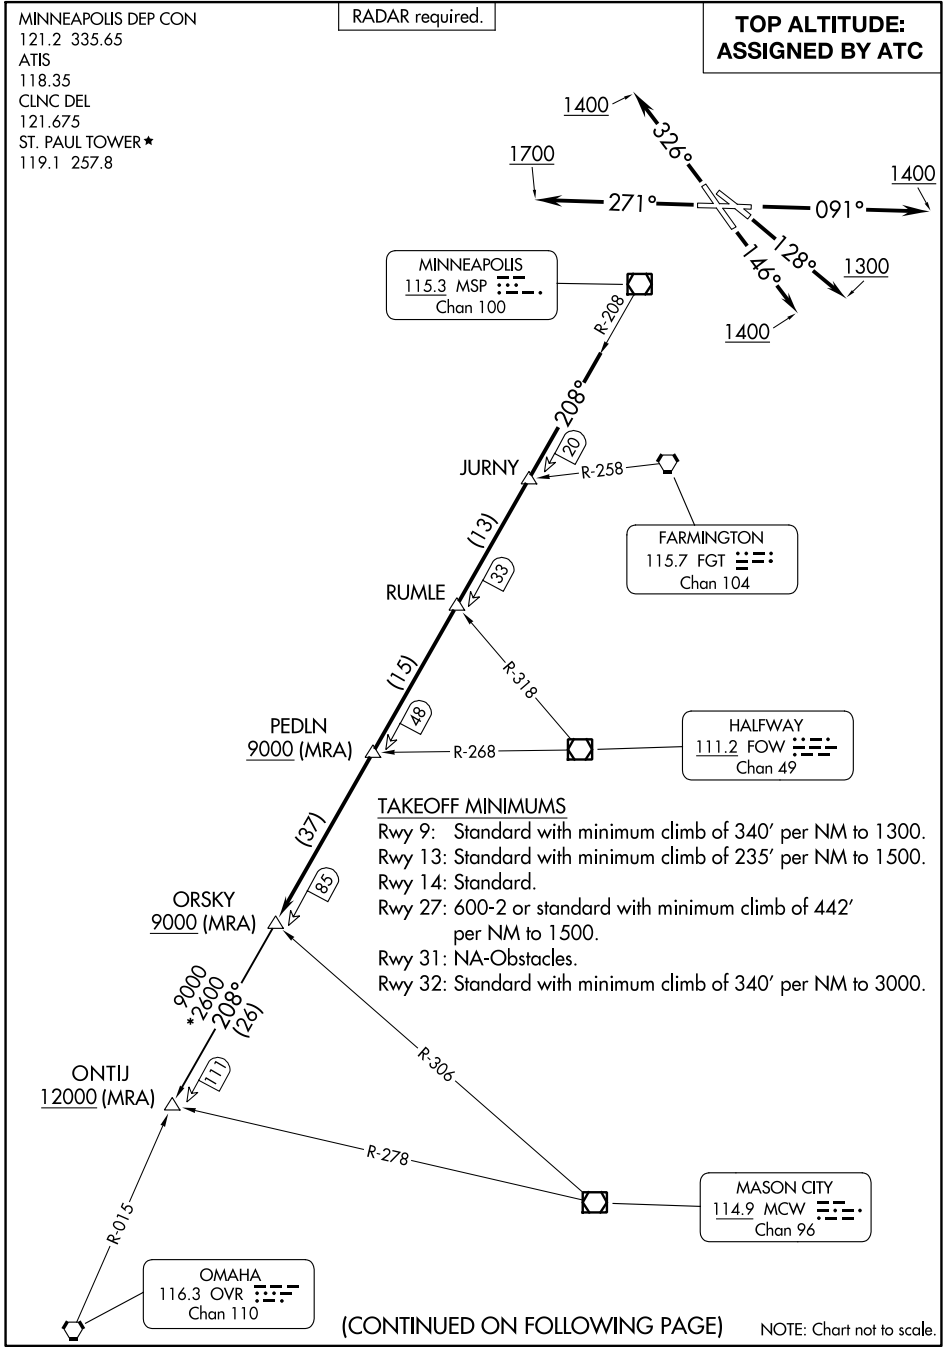 MINNEAPOLIS DEP CON
121.2 335.65
ATIS
118.35
CLNC DEL
121.675
ST. PAUL TOWER★
119.1 257.8
RADAR required.
TOP ALTITUDE:
ASSIGNED BY ATC
1400
326°
1700
271°
1400
091°
128°
1300
146°
1400
MINNEAPOLIS
115.3 MSP
Chan 100
R-208
208°
20
JURNY
R-258
FARMINGTON
115.7 FGT
Chan 104
(13)
33
RUMLE
R-318
(15)
48
PEDLN
9000 (MRA)
R-268
HALFWAY
111.2 FOW
Chan 49
(37)
TAKEOFF MINIMUMS
Rwy 9: Standard with minimum climb of 340' per NM to 1300.
Rwy 13: Standard with minimum climb of 235' per NM to 1500.
Rwy 14: Standard.
Rwy 27: 600-2 or standard with minimum climb of 442'
per NM to 1500.
Rwy 31: NA-Obstacles.
Rwy 32: Standard with minimum climb of 340' per NM to 3000.
85
ORSKY
9000 (MRA)
9000
*2600
208°
(26)
R-306
111
ONTIJ
12000 (MRA)
R-278
R-015
MASON CITY
114.9 MCW
Chan 96
OMAHA
116.3 OVR
Chan 110
(CONTINUED ON FOLLOWING PAGE)
NOTE: Chart not to scale.